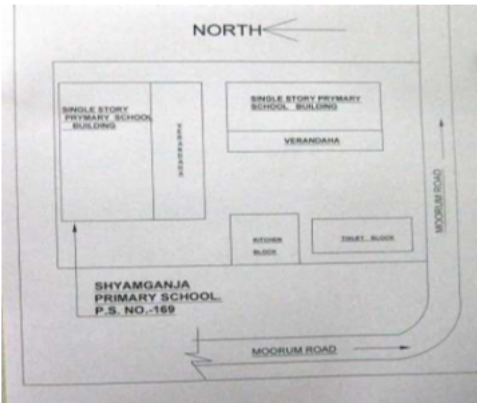 NORTH
SINGLE STORY
PRYMARY SCHOOL
BUILDING
VERANDAHA
SINGLE STORY PRYMARY
SCHOOL BUILDING
VERANDAHA
KITCHEN
BLOCK
TOILET BLOCK
MOORUM ROAD
SHYAMGANJA
PRIMARY SCHOOL.
P.S. NO.-169
MOORUM ROAD